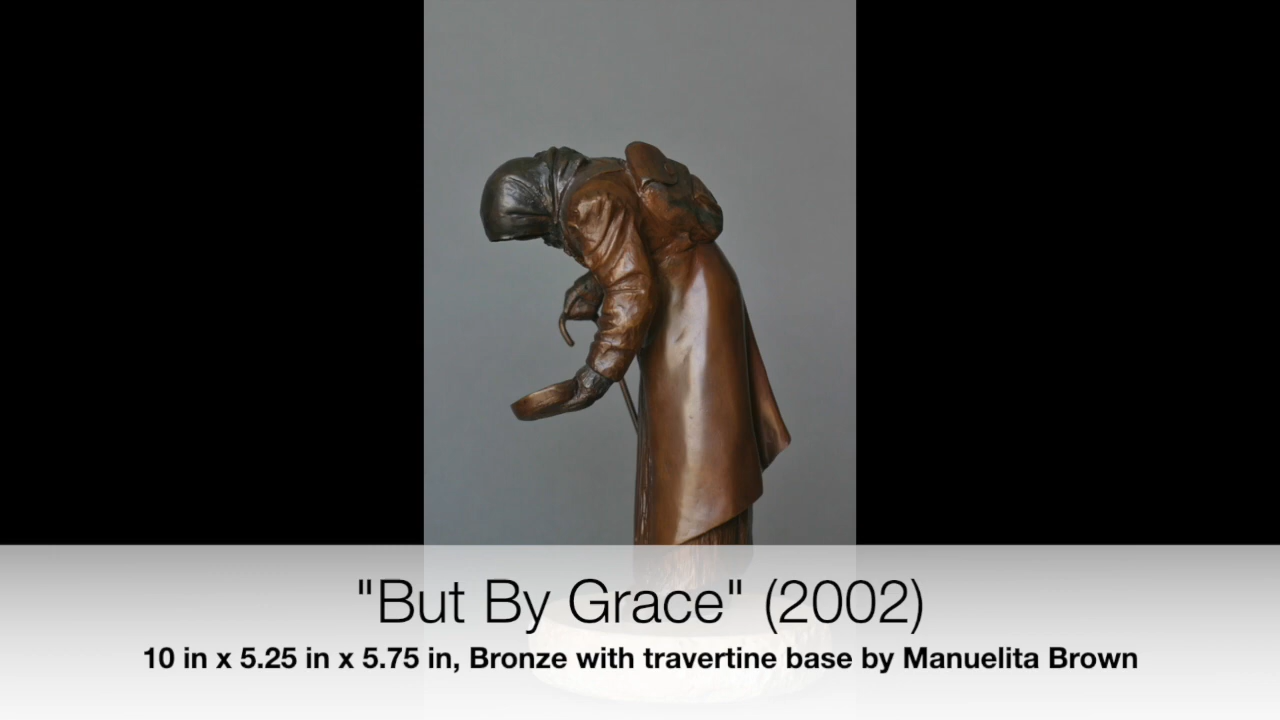 "But By Grace" (2002)
10 in x 5.25 in x 5.75 in, Bronze with travertine base by Manuelita Brown